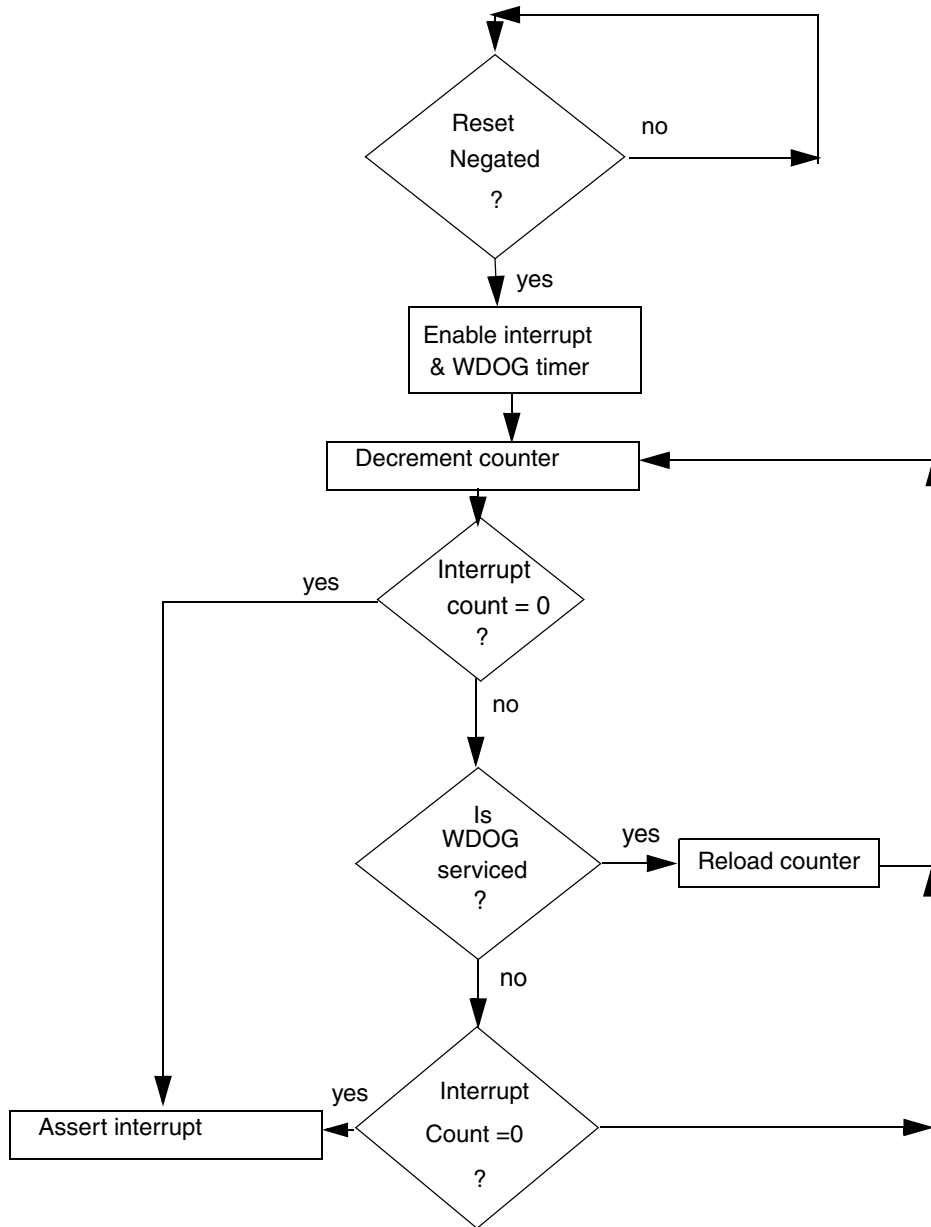 Reset
Negated
?
no
yes
Enable interrupt
& WDOG timer
Decrement counter
yes
Interrupt
count = 0
?
no
Is
WDOG
serviced
?
yes
Reload counter
no
yes
Interrupt
Count =0
?
Assert interrupt